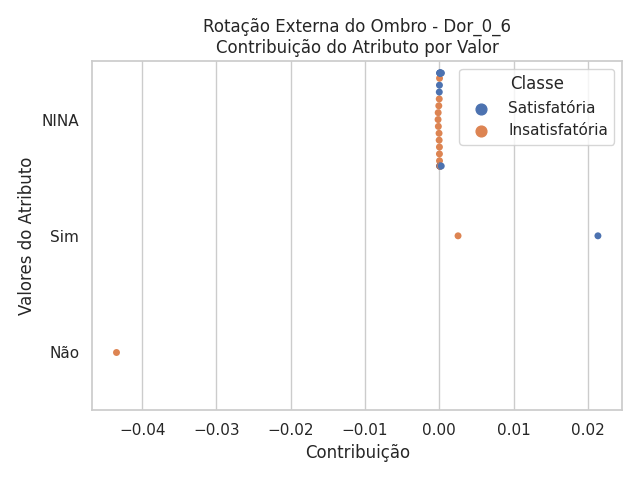 Rotação Externa do Ombro - Dor_0_6
Contribuição do Atributo por Valor
Classe
Satisfatória
Insatisfatória
Valores do Atributo
NINA
Sim
Não
−0.04 −0.03 −0.02 −0.01 0.00 0.01 0.02
Contribuição